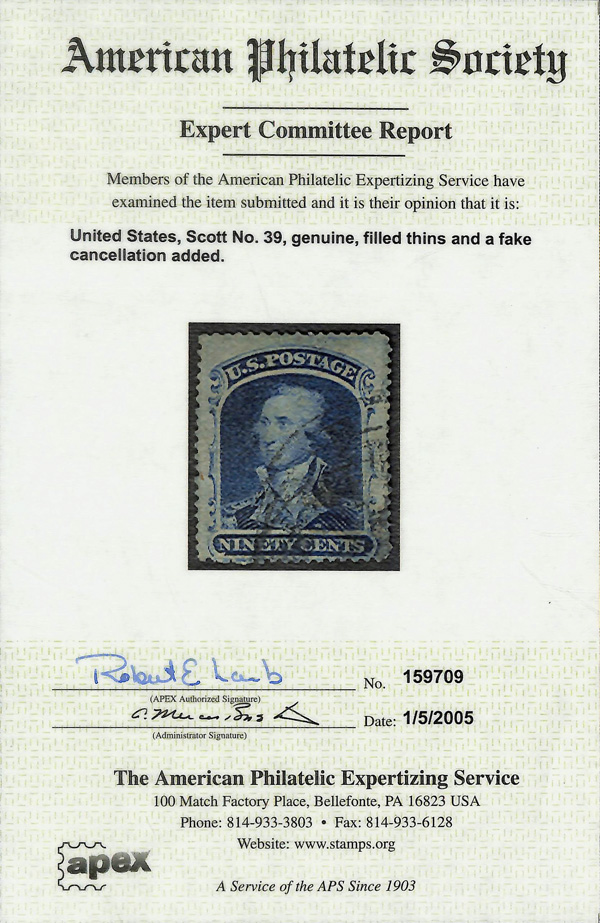 American Philatelic Society
Expert Committee Report
Members of the American Philatelic Expertizing Service have
examined the item submitted and it is their opinion that it is:
United States, Scott No. 39, genuine, filled thins and a fake
cancellation added.
U.S. POSTAGE
NINETY CENTS
Robert E Lamb
No. 159709
(APEX Authorized Signature)
Date: 1/5/2005
(Administrator Signature)
The American Philatelic Expertizing Service
100 Match Factory Place, Bellefonte, PA 16823 USA
Phone: 814-933-3803 • Fax: 814-933-6128
Website: www.stamps.org
apex
A Service of the APS Since 1903